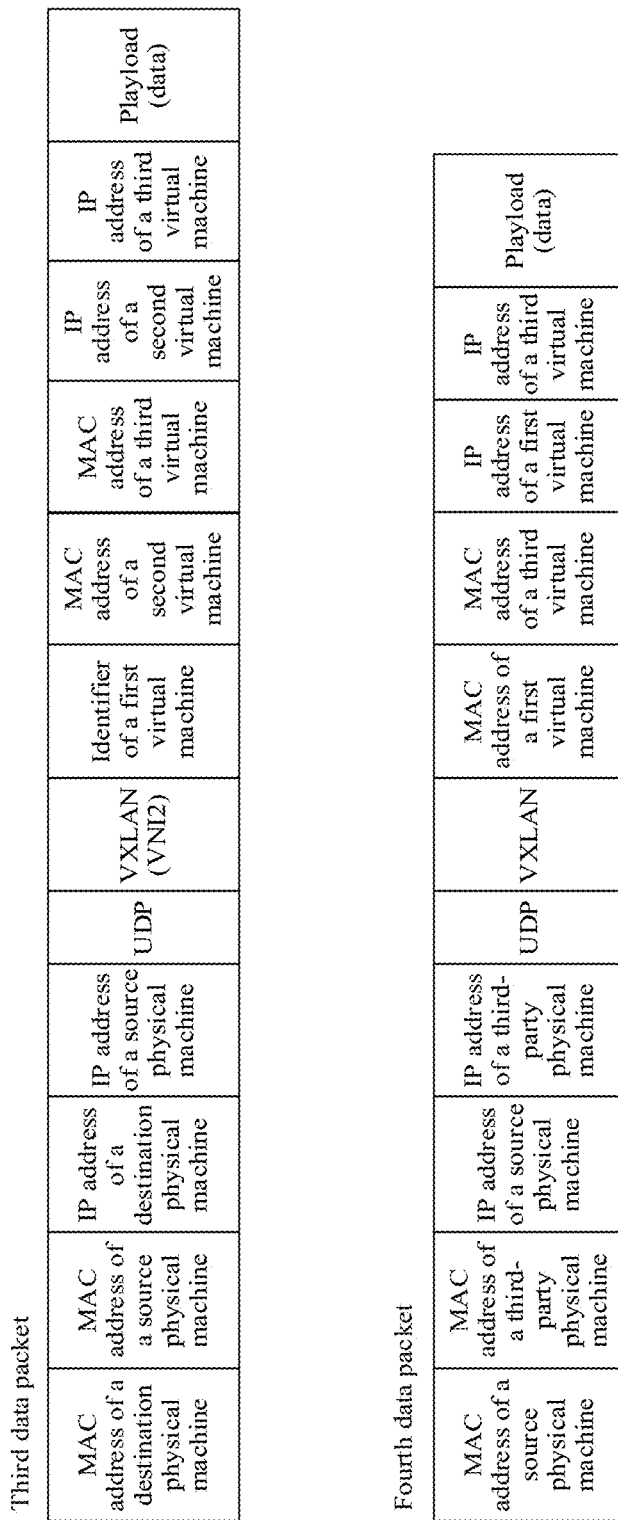 Third data packet
MAC
address of a
destination
physical
machine
MAC
address of
a source
physical
machine
IP address
of a
destination
physical
machine
IP address
of a source
physical
machine
UDP
VXLAN
(VNI2)
Identifier
of a first
virtual
machine
MAC
address
of a
second
virtual
machine
MAC
address
of a third
virtual
machine
IP
address
of a
second
virtual
machine
IP
address
of a third
virtual
machine
Playload
(data)
Fourth data packet
MAC
address of a
source
physical
machine
MAC
address of
a third-
party
physical
machine
IP address
of a source
physical
machine
IP address
of a third-
party
physical
machine
UDP
VXLAN
MAC
address of
a first
virtual
machine
MAC
address
of a third
virtual
machine
IP
address
of a first
virtual
machine
IP
address
of a third
virtual
machine
Playload
(data)